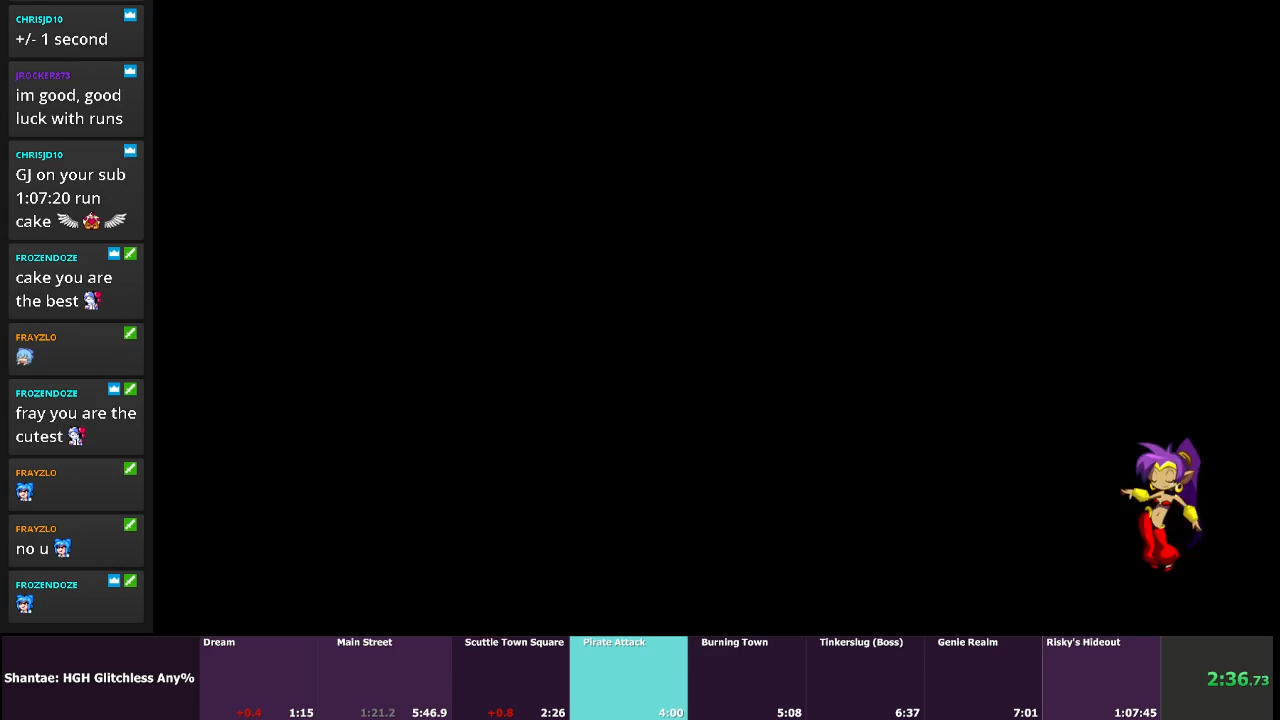 CHRISJD10
+/- 1 second
JROCKER873
im good, good
luck with runs
CHRISJD10
GJ on your sub
1:07:20 run
cake
FROZENDOZE
cake you are
the best
FRAYZLO
FROZENDOZE
fray you are the
cutest
FRAYZLO
FRAYZLO
no u
FROZENDOZE
Shantae: HGH Glitchless Any%
Dream
+0.4 1:15
Main Street
1:21.2 5:46.9
Scuttle Town Square
+0.8 2:26
Pirate Attack
4:00
Burning Town
5:08
Tinkerslug (Boss)
6:37
Genie Realm
7:01
Risky's Hideout
1:07:45
2:36.73